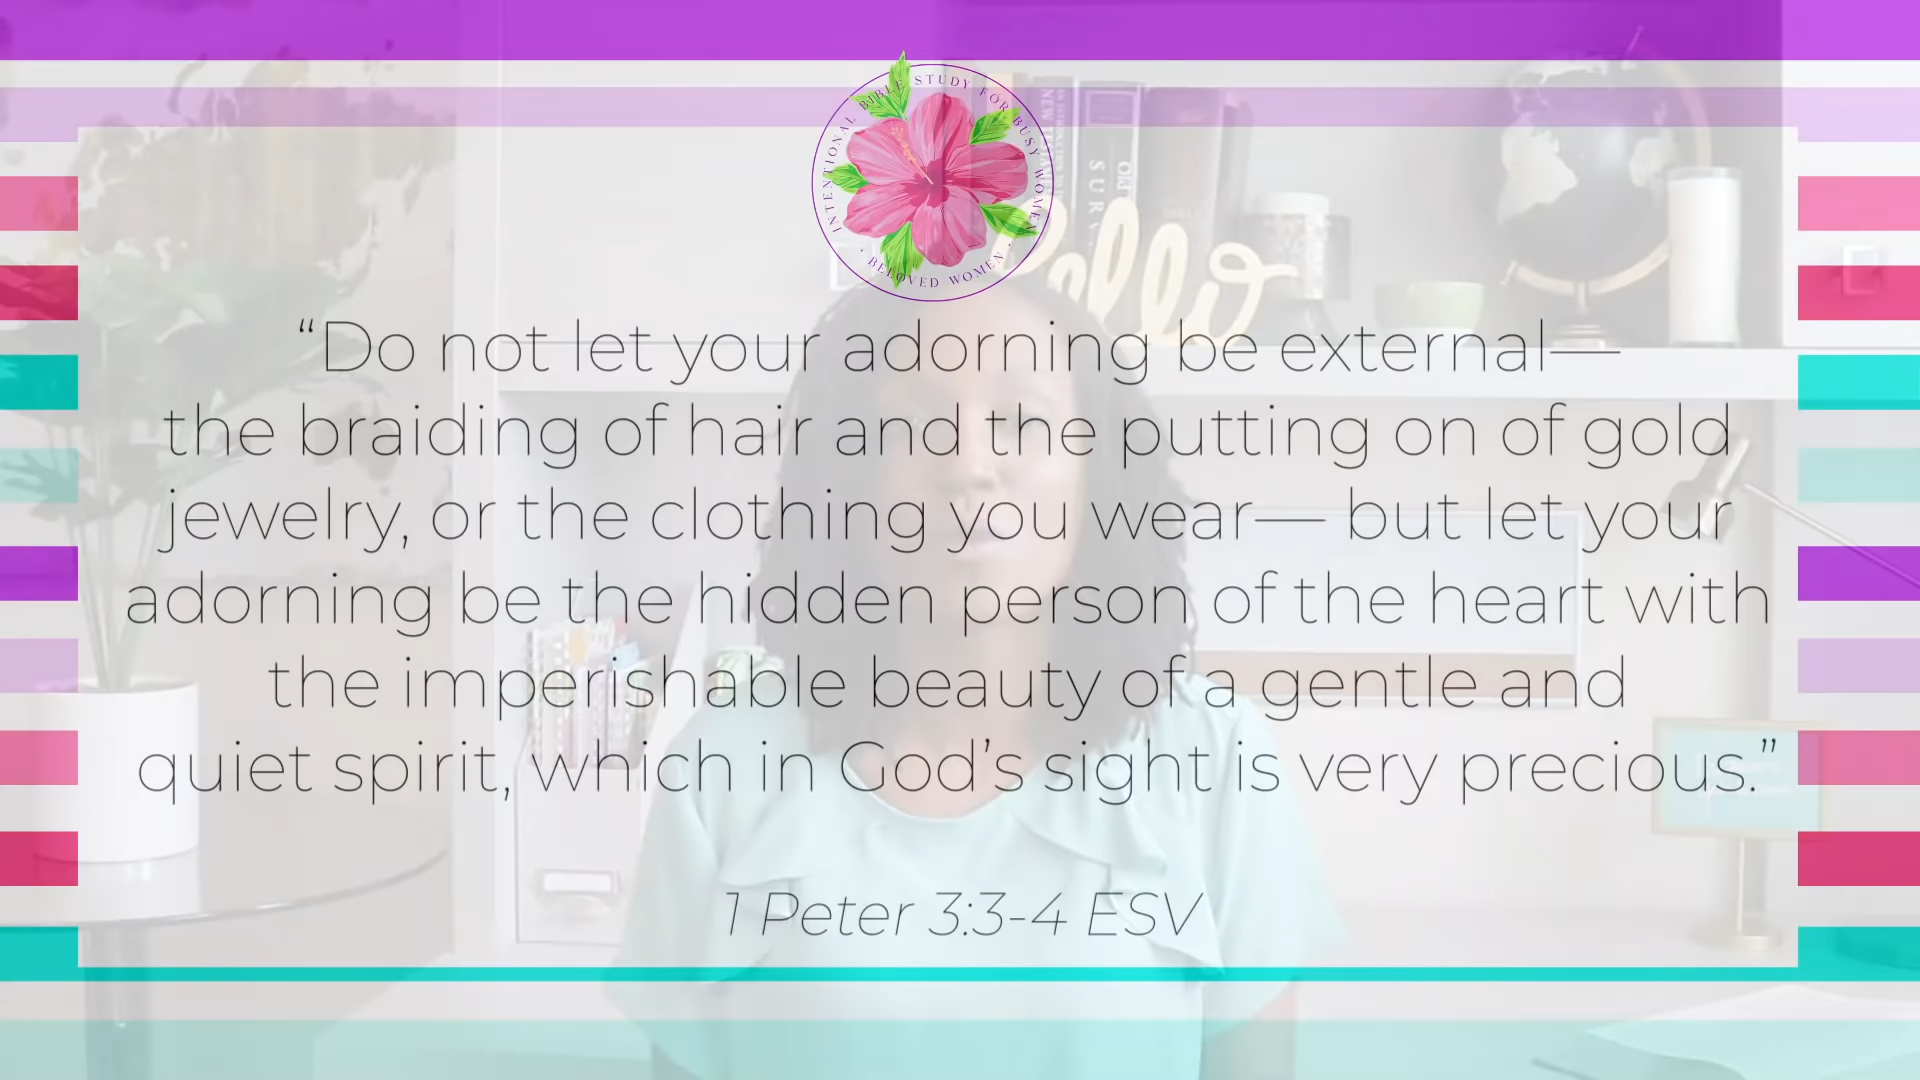 INTENTIONAL BIBLE STUDY FOR BUSY WOMEN
· BELOVED WOMEN ·
Hello
“Do not let your adorning be external—
the braiding of hair and the putting on of gold
jewelry, or the clothing you wear— but let your
adorning be the hidden person of the heart with
the imperishable beauty of a gentle and
quiet spirit, which in God’s sight is very precious.”
1 Peter 3:3-4 ESV